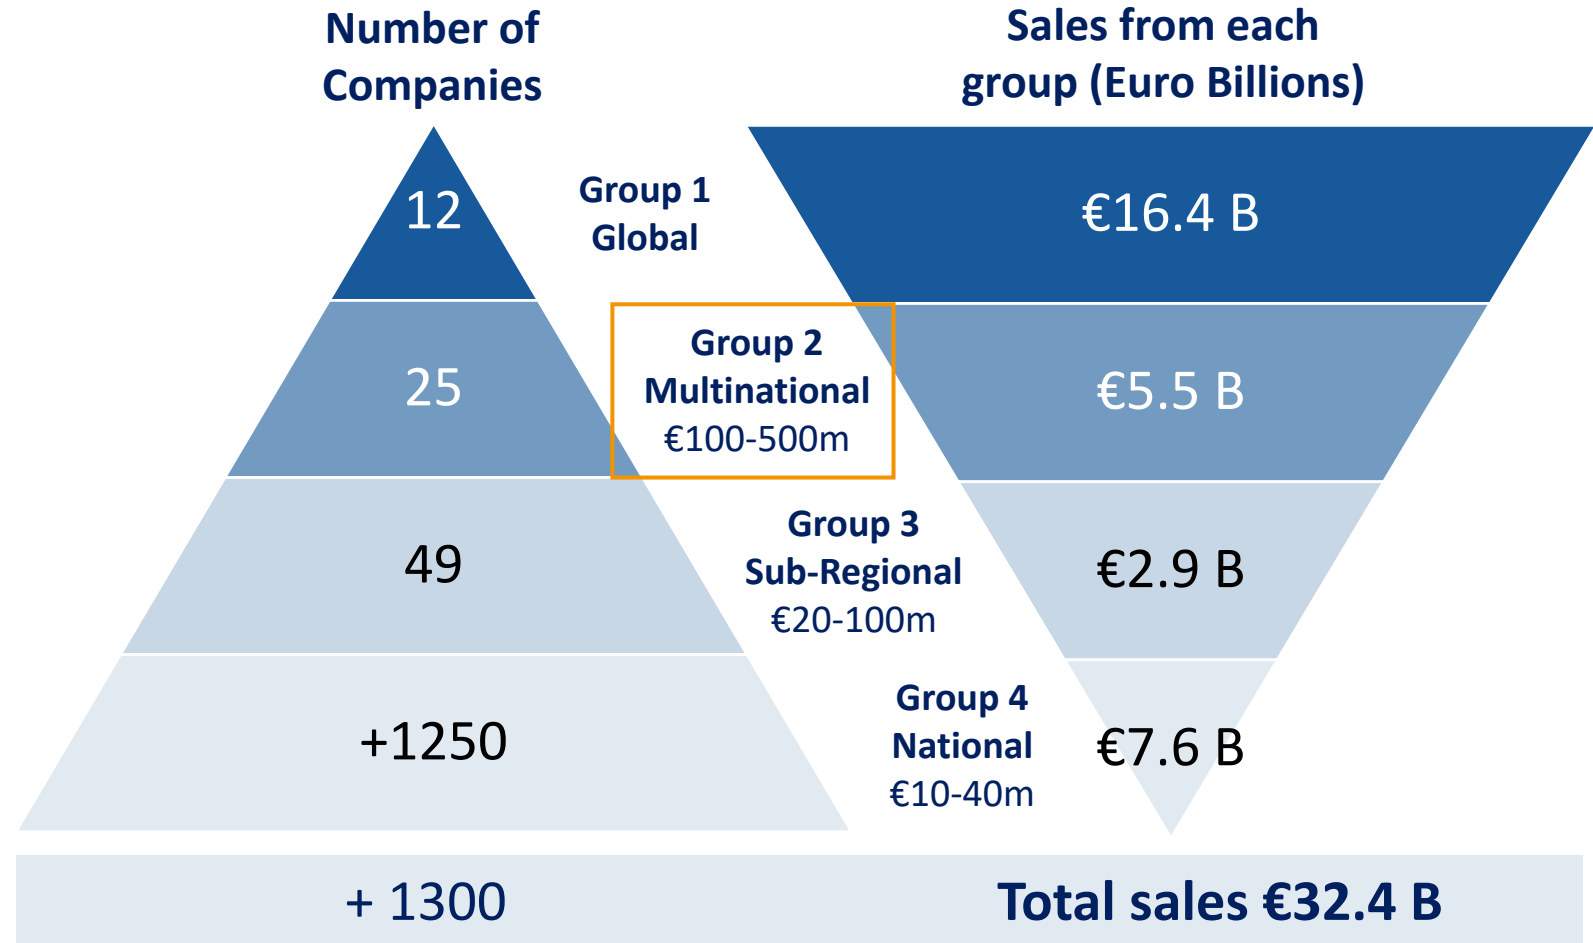 Number of
Companies
Sales from each
group (Euro Billions)
12
Group 1
Global
€16.4 B
25
Group 2
Multinational
€100-500m
€5.5 B
49
Group 3
Sub-Regional
€20-100m
€2.9 B
+1250
Group 4
National
€10-40m
€7.6 B
+ 1300
Total sales €32.4 B